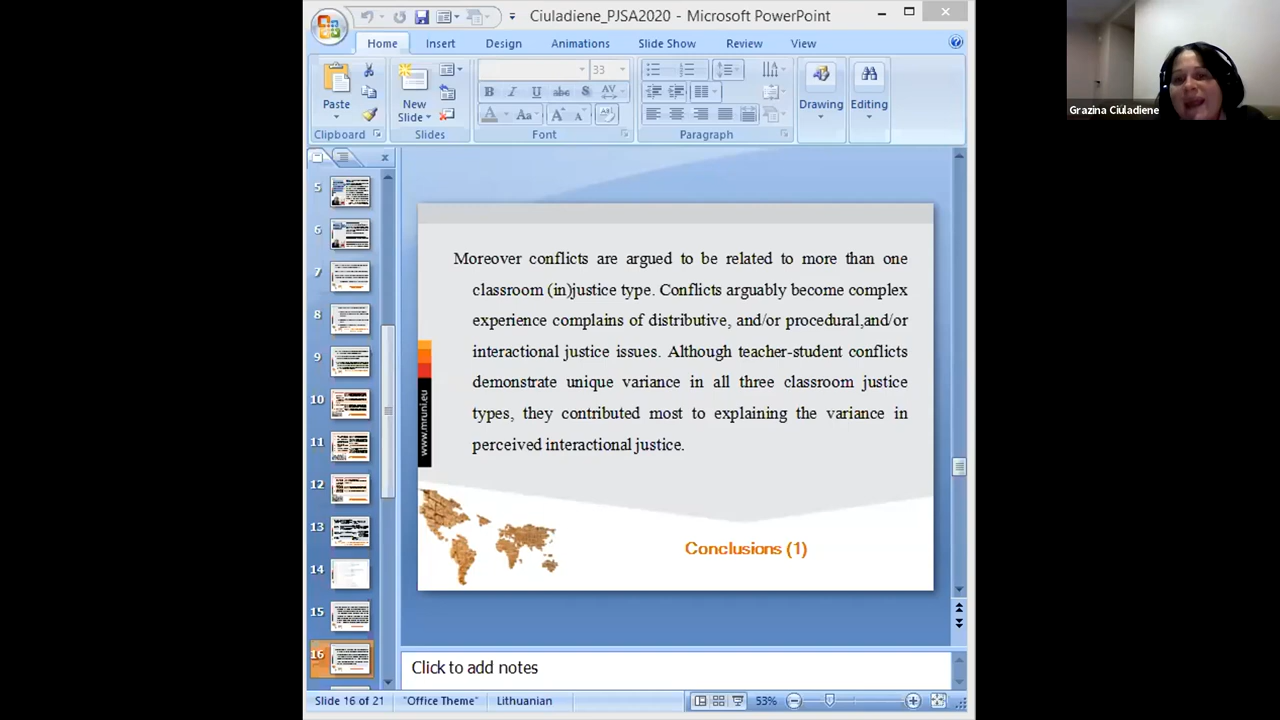 Ciuladiene_PJSA2020 - Microsoft PowerPoint
Home Insert Design Animations Slide Show Review View
Paste
New
Slide
33
Drawing
Editing
Clipboard Slides Font Paragraph
Grazina Ciuladiene
5
6
7
8
9
10
11
12
13
14
15
16
Moreover conflicts are argued to be related to more than one
classroom (in)justice type. Conflicts arguably become complex
experience complains of distributive, and/or procedural,and/or
interactional justice issues. Although teacher-student conflicts
demonstrate unique variance in all three classroom justice
types, they contributed most to explaining the variance in
perceived interactional justice.
www.mruni.eu
Conclusions (1)
Click to add notes
Slide 16 of 21 "Office Theme" Lithuanian 53%